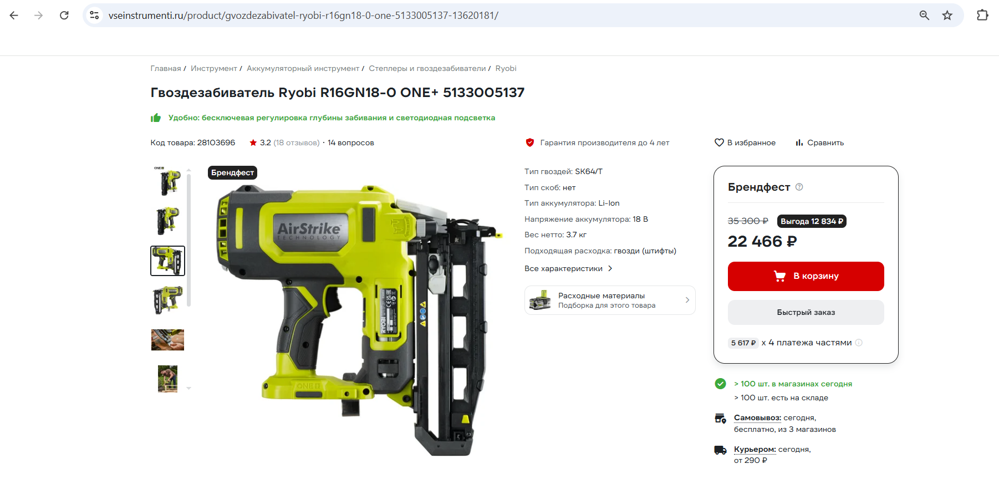 vseinstrumenti.ru/product/gvozdezabivatel-ryobi-r16gn18-0-one-5133005137-13620181/
Главная / Инструмент / Аккумуляторный инструмент / Степлеры и гвоздезабиватели / Ryobi
Гвоздезабиватель Ryobi R16GN18-0 ONE+ 5133005137
Удобно: бесключевая регулировка глубины забивания и светодиодная подсветка
Код товара: 28103696 3.2 (18 отзывов) · 14 вопросов
Гарантия производителя до 4 лет
В избранное Сравнить
Брендфест
AirStrike
TECHNOLOGY
RYOBI
ONE+
Тип гвоздей: SK64/T
Тип скоб: нет
Тип аккумулятора: Li-Ion
Напряжение аккумулятора: 18 В
Вес нетто: 3.7 кг
Подходящая расходка: гвозди (штифты)
Все характеристики
Расходные материалы
Подборка для этого товара
Брендфест
35 300 ₽ Выгода 12 834 ₽
22 466 ₽
В корзину
Быстрый заказ
5 617 ₽ х 4 платежа частями
> 100 шт. в магазинах сегодня
> 100 шт. есть на складе
Самовывоз: сегодня,
бесплатно, из 3 магазинов
Курьером: сегодня,
от 290 ₽